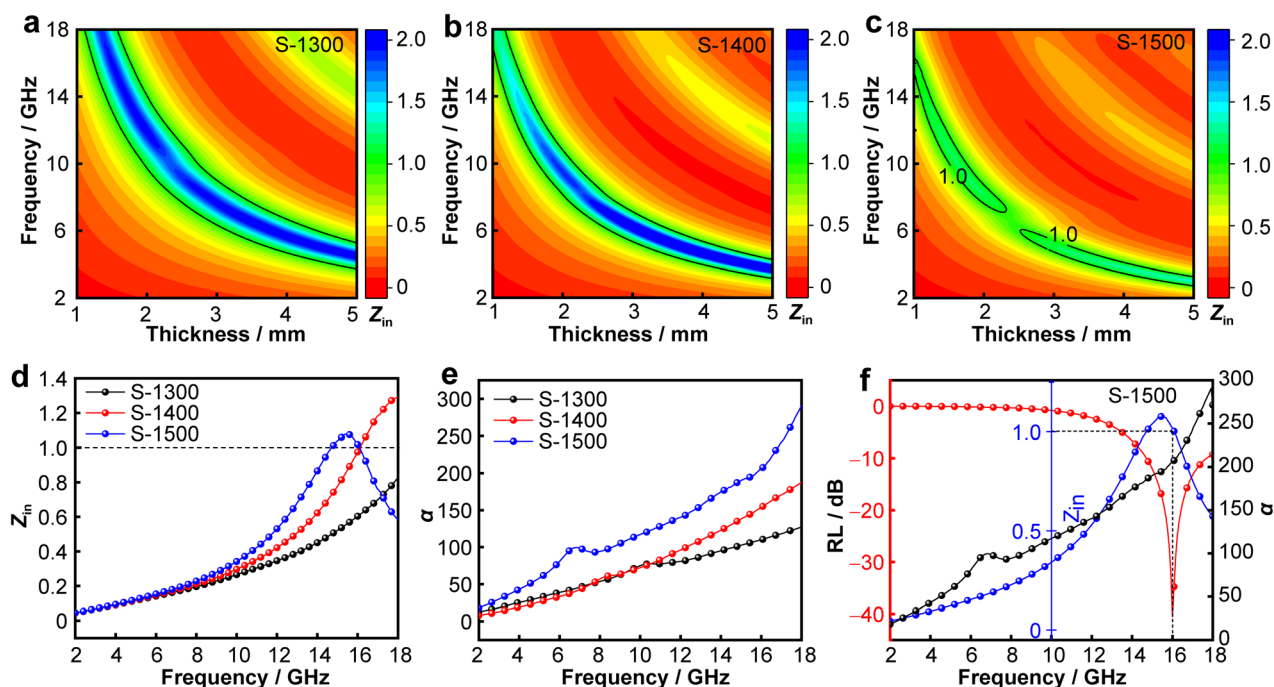 a
S-1300
Frequency / GHz
18
14
10
6
2
1
2
3
4
5
Thickness / mm
2.0
1.5
1.0
0.5
0
Zin
b
S-1400
Frequency / GHz
18
14
10
6
2
1
2
3
4
5
Thickness / mm
2.0
1.5
1.0
0.5
0
Zin
c
S-1500
Frequency / GHz
18
14
10
6
2
1.0
1.0
1
2
3
4
5
Thickness / mm
2.0
1.5
1.0
0.5
0
Zin
d
S-1300
S-1400
S-1500
Zin
1.4
1.2
1.0
0.8
0.6
0.4
0.2
0
2 4 6 8 10 12 14 16 18
Frequency / GHz
e
S-1300
S-1400
S-1500
α
300
250
200
150
100
50
0
2 4 6 8 10 12 14 16 18
Frequency / GHz
f
S-1500
RL / dB
0
−10
−20
−30
−40
Zin
1.0
0.5
0
α
300
250
200
150
100
50
0
2 4 6 8 10 12 14 16 18
Frequency / GHz